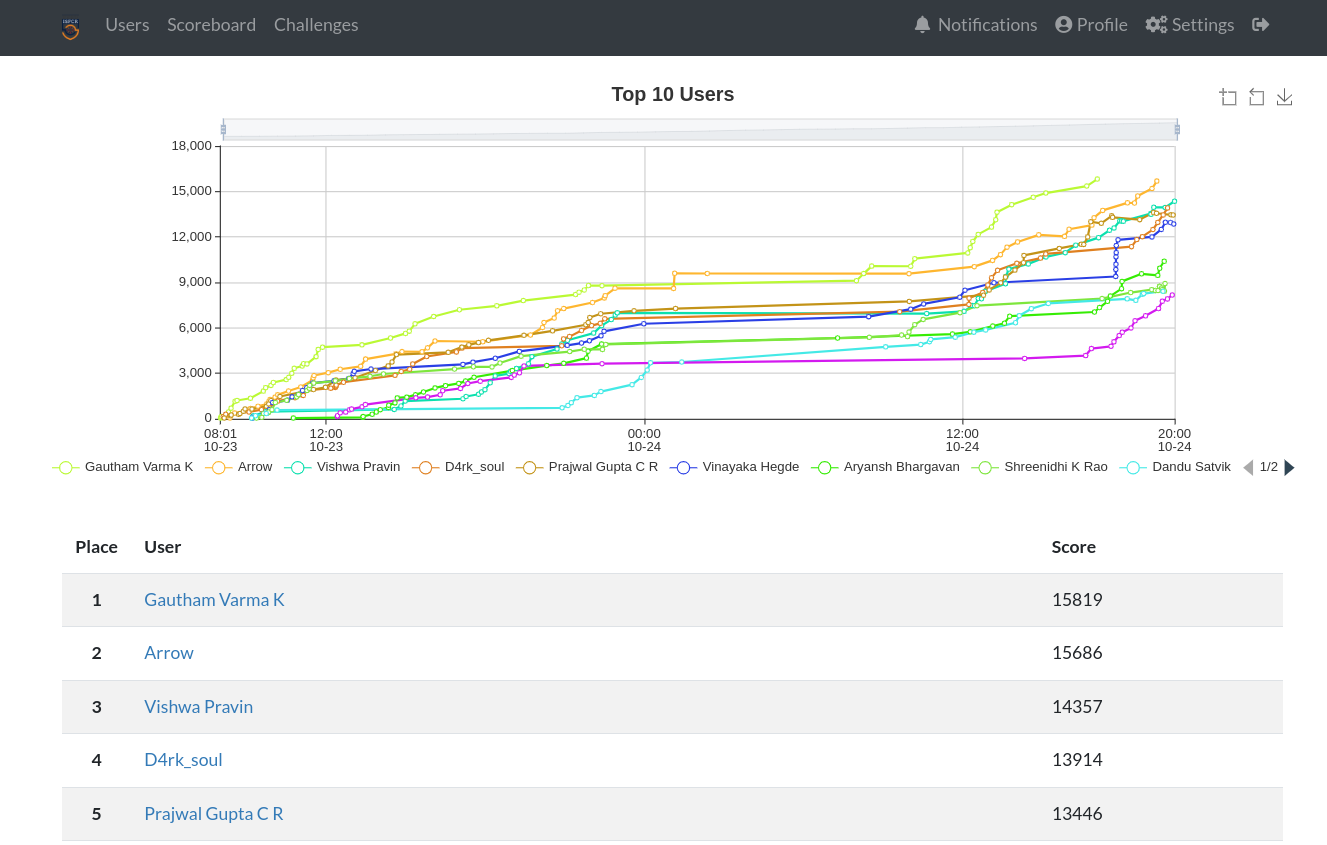 Users Scoreboard Challenges Notifications Profile Settings
Top 10 Users
18,000
15,000
12,000
9,000
6,000
3,000
0
08:01 12:00 00:00 12:00 20:00
10-23 10-23 10-24 10-24 10-24
Gautham Varma K Arrow Vishwa Pravin D4rk_soul Prajwal Gupta C R Vinayaka Hegde Aryansh Bhargavan Shreenidhi K Rao Dandu Satvik 1/2
Place User Score
1 Gautham Varma K 15819
2 Arrow 15686
3 Vishwa Pravin 14357
4 D4rk_soul 13914
5 Prajwal Gupta C R 13446